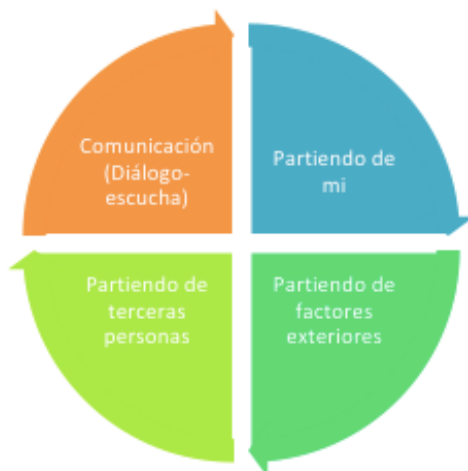 Comunicación
(Diálogo-
escucha)
Partiendo de
mi
Partiendo de
terceras
personas
Partiendo de
factores
exteriores